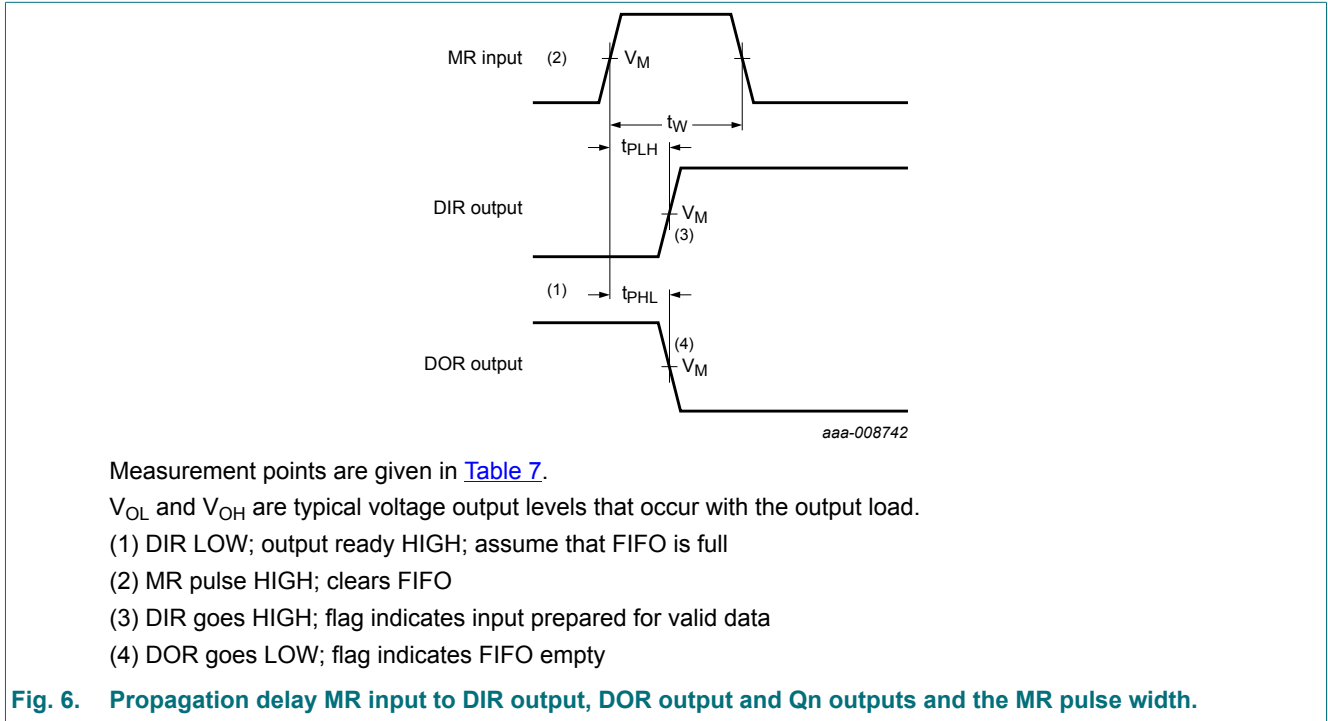 MR input (2) VM
tW
tPLH
DIR output VM
(3)
(1) tPHL
(4)
DOR output VM
aaa-008742
Measurement points are given in Table 7.
VOL and VOH are typical voltage output levels that occur with the output load.
(1) DIR LOW; output ready HIGH; assume that FIFO is full
(2) MR pulse HIGH; clears FIFO
(3) DIR goes HIGH; flag indicates input prepared for valid data
(4) DOR goes LOW; flag indicates FIFO empty
Fig. 6. Propagation delay MR input to DIR output, DOR output and Qn outputs and the MR pulse width.